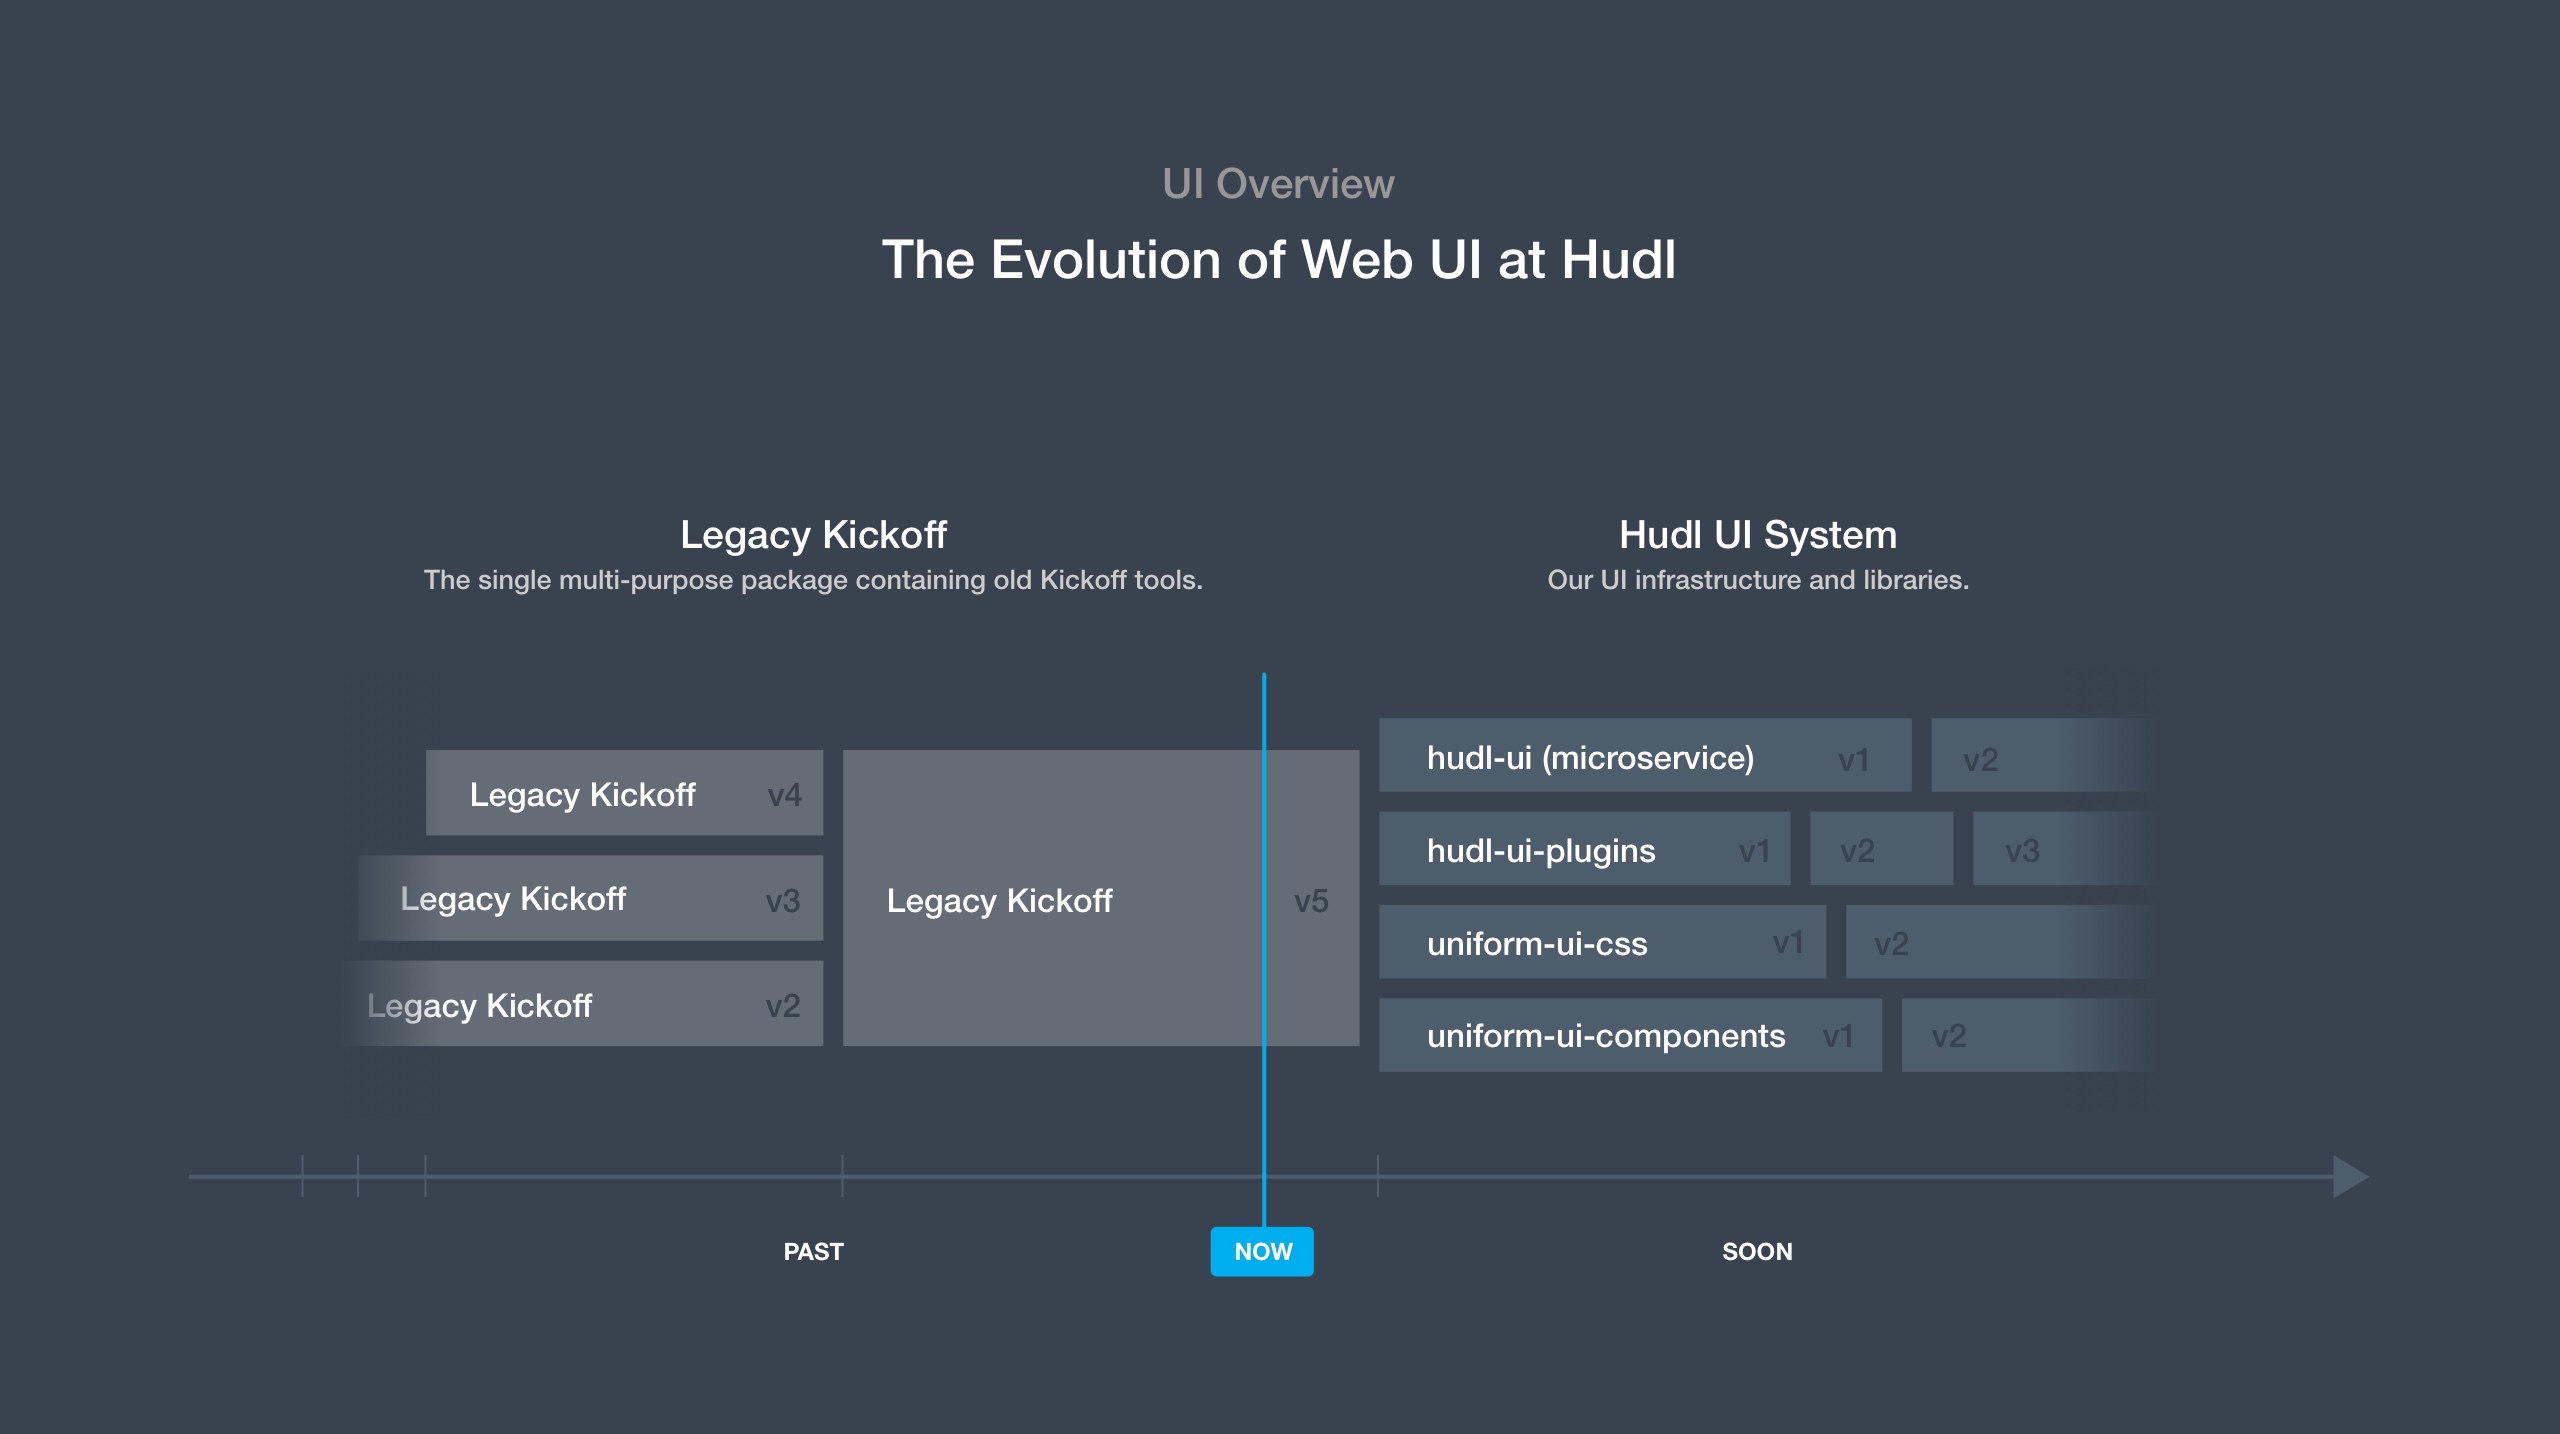 UI Overview
The Evolution of Web UI at Hudl
Legacy Kickoff
The single multi-purpose package containing old Kickoff tools.
Legacy Kickoff v4
Legacy Kickoff v3
Legacy Kickoff v2
Legacy Kickoff v5
Hudl UI System
Our UI infrastructure and libraries.
hudl-ui (microservice) v1 v2
hudl-ui-plugins v1 v2 v3
uniform-ui-css v1 v2
uniform-ui-components v1 v2
PAST NOW SOON